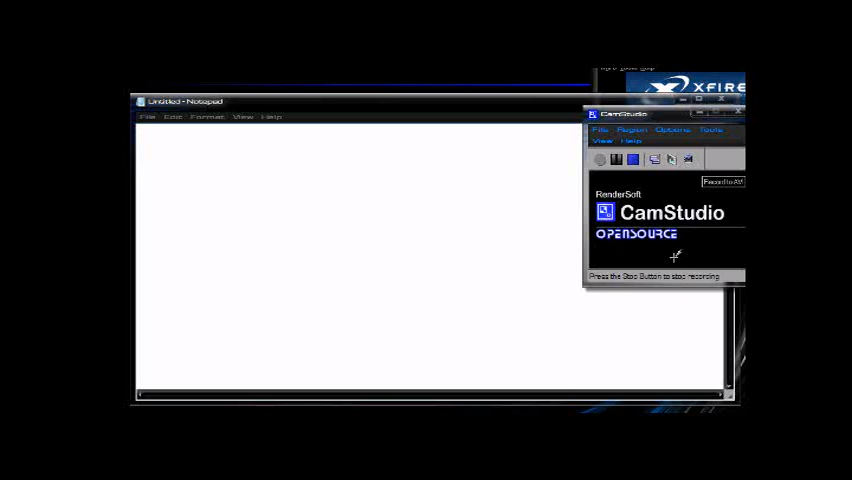 XFIRE
Untitled - Notepad
File Edit Format View Help
CamStudio
File Region Options Tools
View Help
Record to AVI
RenderSoft
CamStudio
OPENSOURCE
Press the Stop Button to stop recording